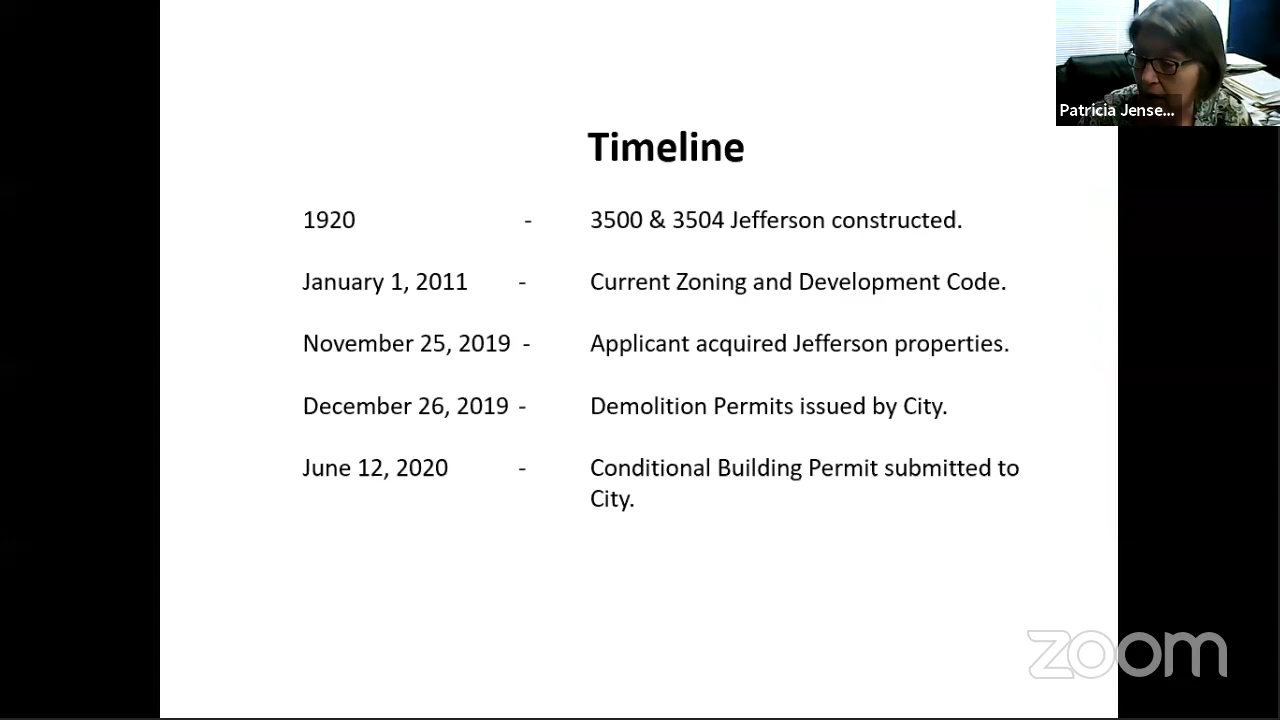 Patricia Jense...
Timeline
1920 - 3500 & 3504 Jefferson constructed.
January 1, 2011 - Current Zoning and Development Code.
November 25, 2019 - Applicant acquired Jefferson properties.
December 26, 2019 - Demolition Permits issued by City.
June 12, 2020 - Conditional Building Permit submitted to
City.
zoom